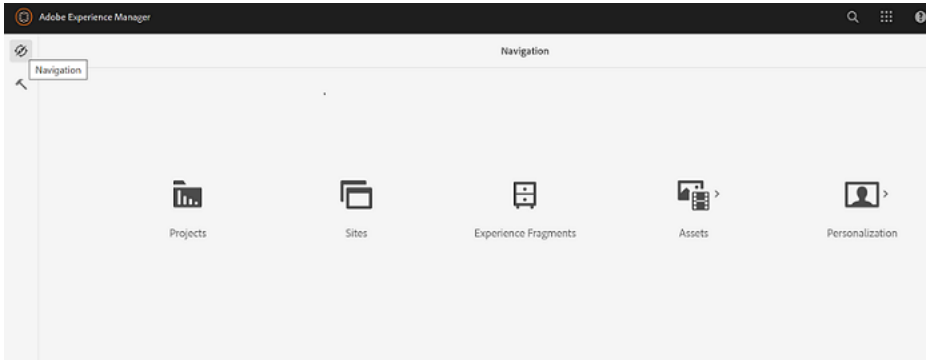 Adobe Experience Manager
Navigation
Navigation
Projects
Sites
Experience Fragments
Assets
Personalization